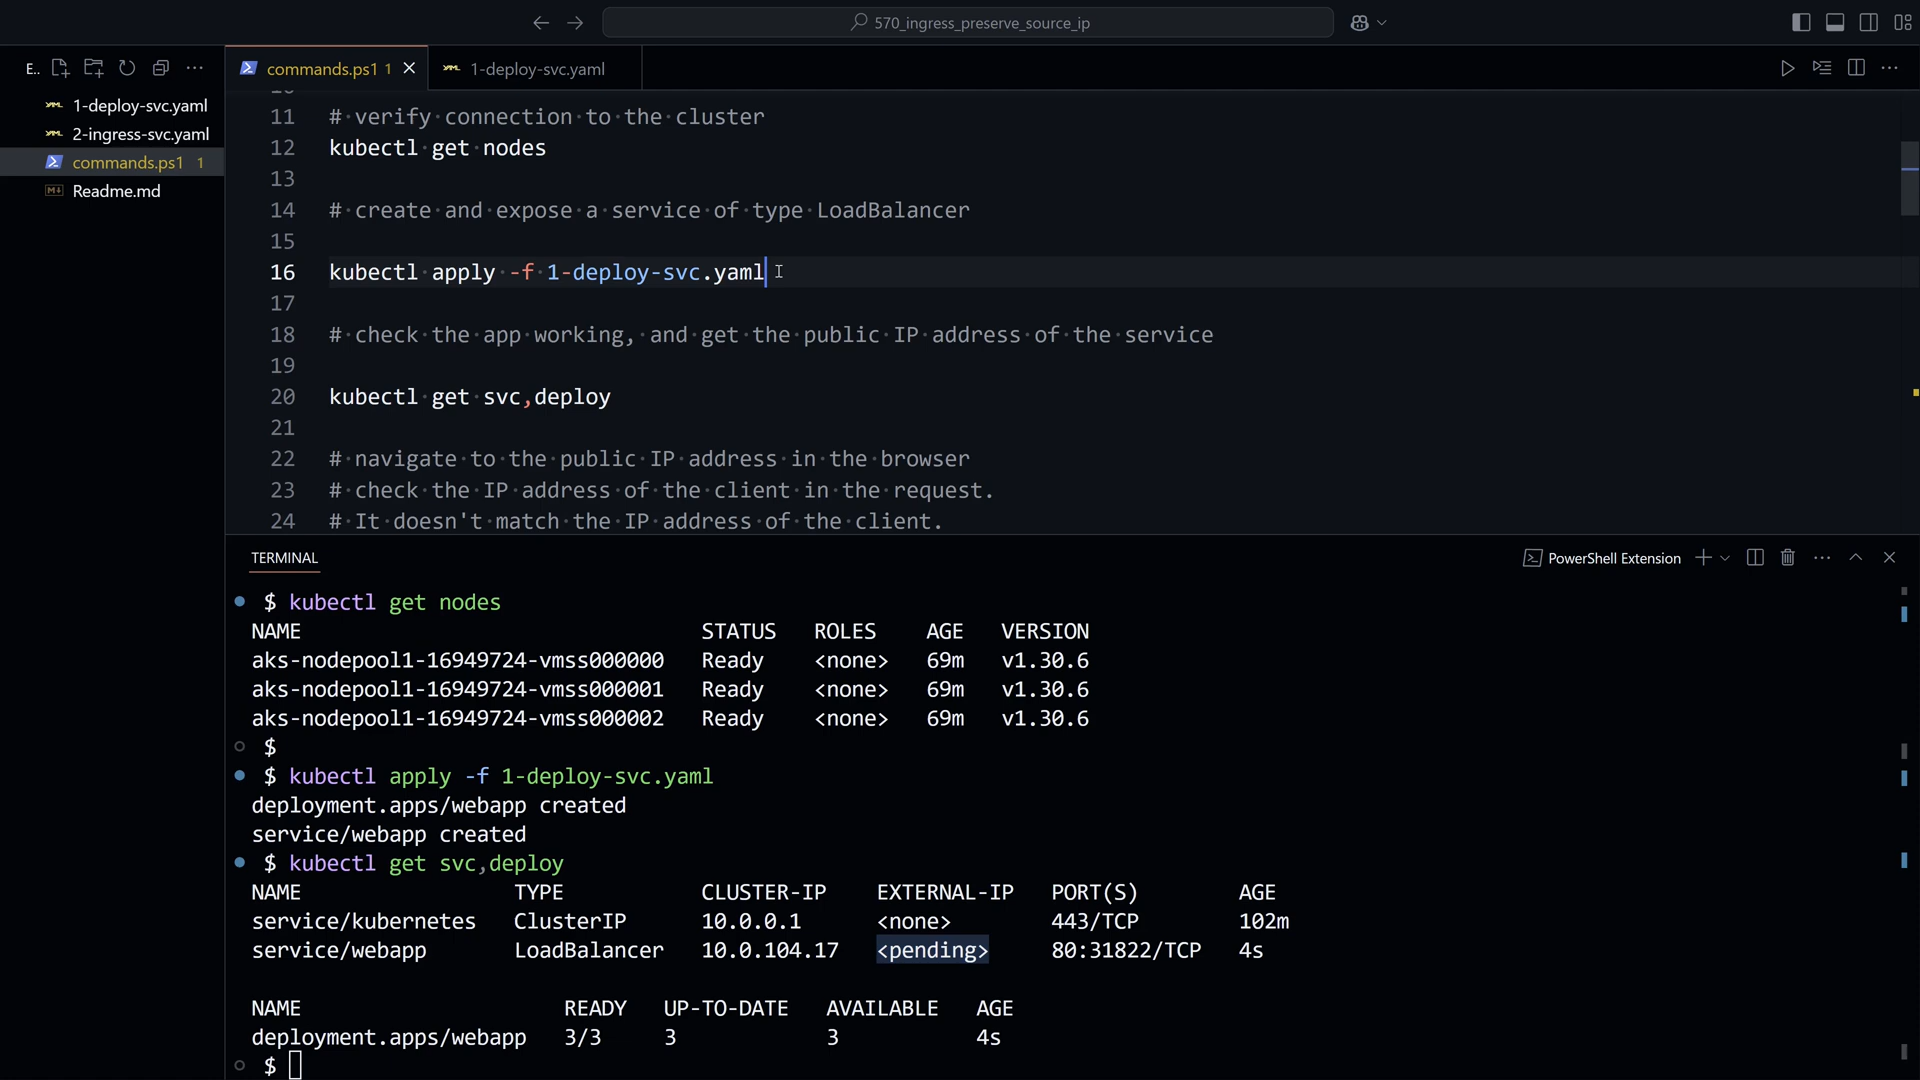 570_ingress_preserve_source_ip
E..
commands.ps1 1
1-deploy-svc.yaml
1-deploy-svc.yaml
2-ingress-svc.yaml
commands.ps1 1
Readme.md
11 # verify connection to the cluster
12 kubectl get nodes
13
14 # create and expose a service of type LoadBalancer
15
16 kubectl apply -f 1-deploy-svc.yaml
17
18 # check the app working, and get the public IP address of the service
19
20 kubectl get svc,deploy
21
22 # navigate to the public IP address in the browser
23 # check the IP address of the client in the request.
24 # It doesn't match the IP address of the client.
TERMINAL
PowerShell Extension
$ kubectl get nodes
NAME STATUS ROLES AGE VERSION
aks-nodepool1-16949724-vmss000000 Ready <none> 69m v1.30.6
aks-nodepool1-16949724-vmss000001 Ready <none> 69m v1.30.6
aks-nodepool1-16949724-vmss000002 Ready <none> 69m v1.30.6
$
$ kubectl apply -f 1-deploy-svc.yaml
deployment.apps/webapp created
service/webapp created
$ kubectl get svc,deploy
NAME TYPE CLUSTER-IP EXTERNAL-IP PORT(S) AGE
service/kubernetes ClusterIP 10.0.0.1 <none> 443/TCP 102m
service/webapp LoadBalancer 10.0.104.17 <pending> 80:31822/TCP 4s
NAME READY UP-TO-DATE AVAILABLE AGE
deployment.apps/webapp 3/3 3 3 4s
$